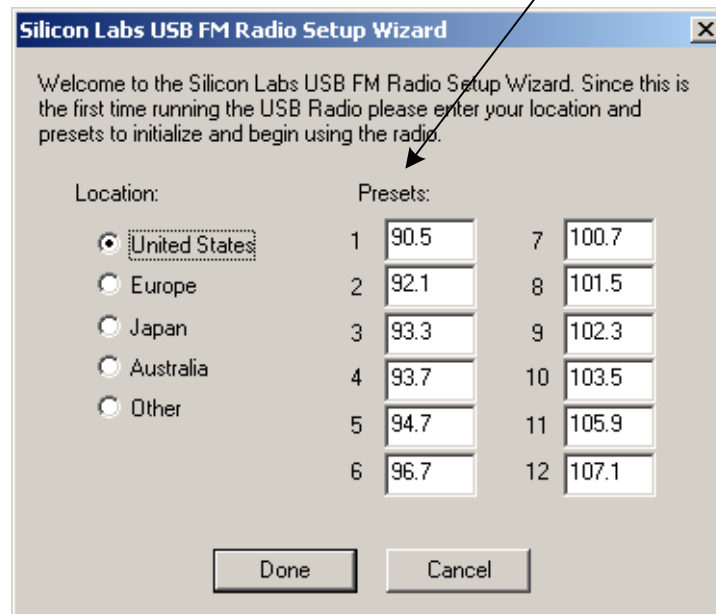 Silicon Labs USB FM Radio Setup Wizard
Welcome to the Silicon Labs USB FM Radio Setup Wizard. Since this is
the first time running the USB Radio please enter your location and
presets to initialize and begin using the radio.
Location:
United States
Europe
Japan
Australia
Other
Presets:
1 90.5
2 92.1
3 93.3
4 93.7
5 94.7
6 96.7
7 100.7
8 101.5
9 102.3
10 103.5
11 105.9
12 107.1
Done
Cancel